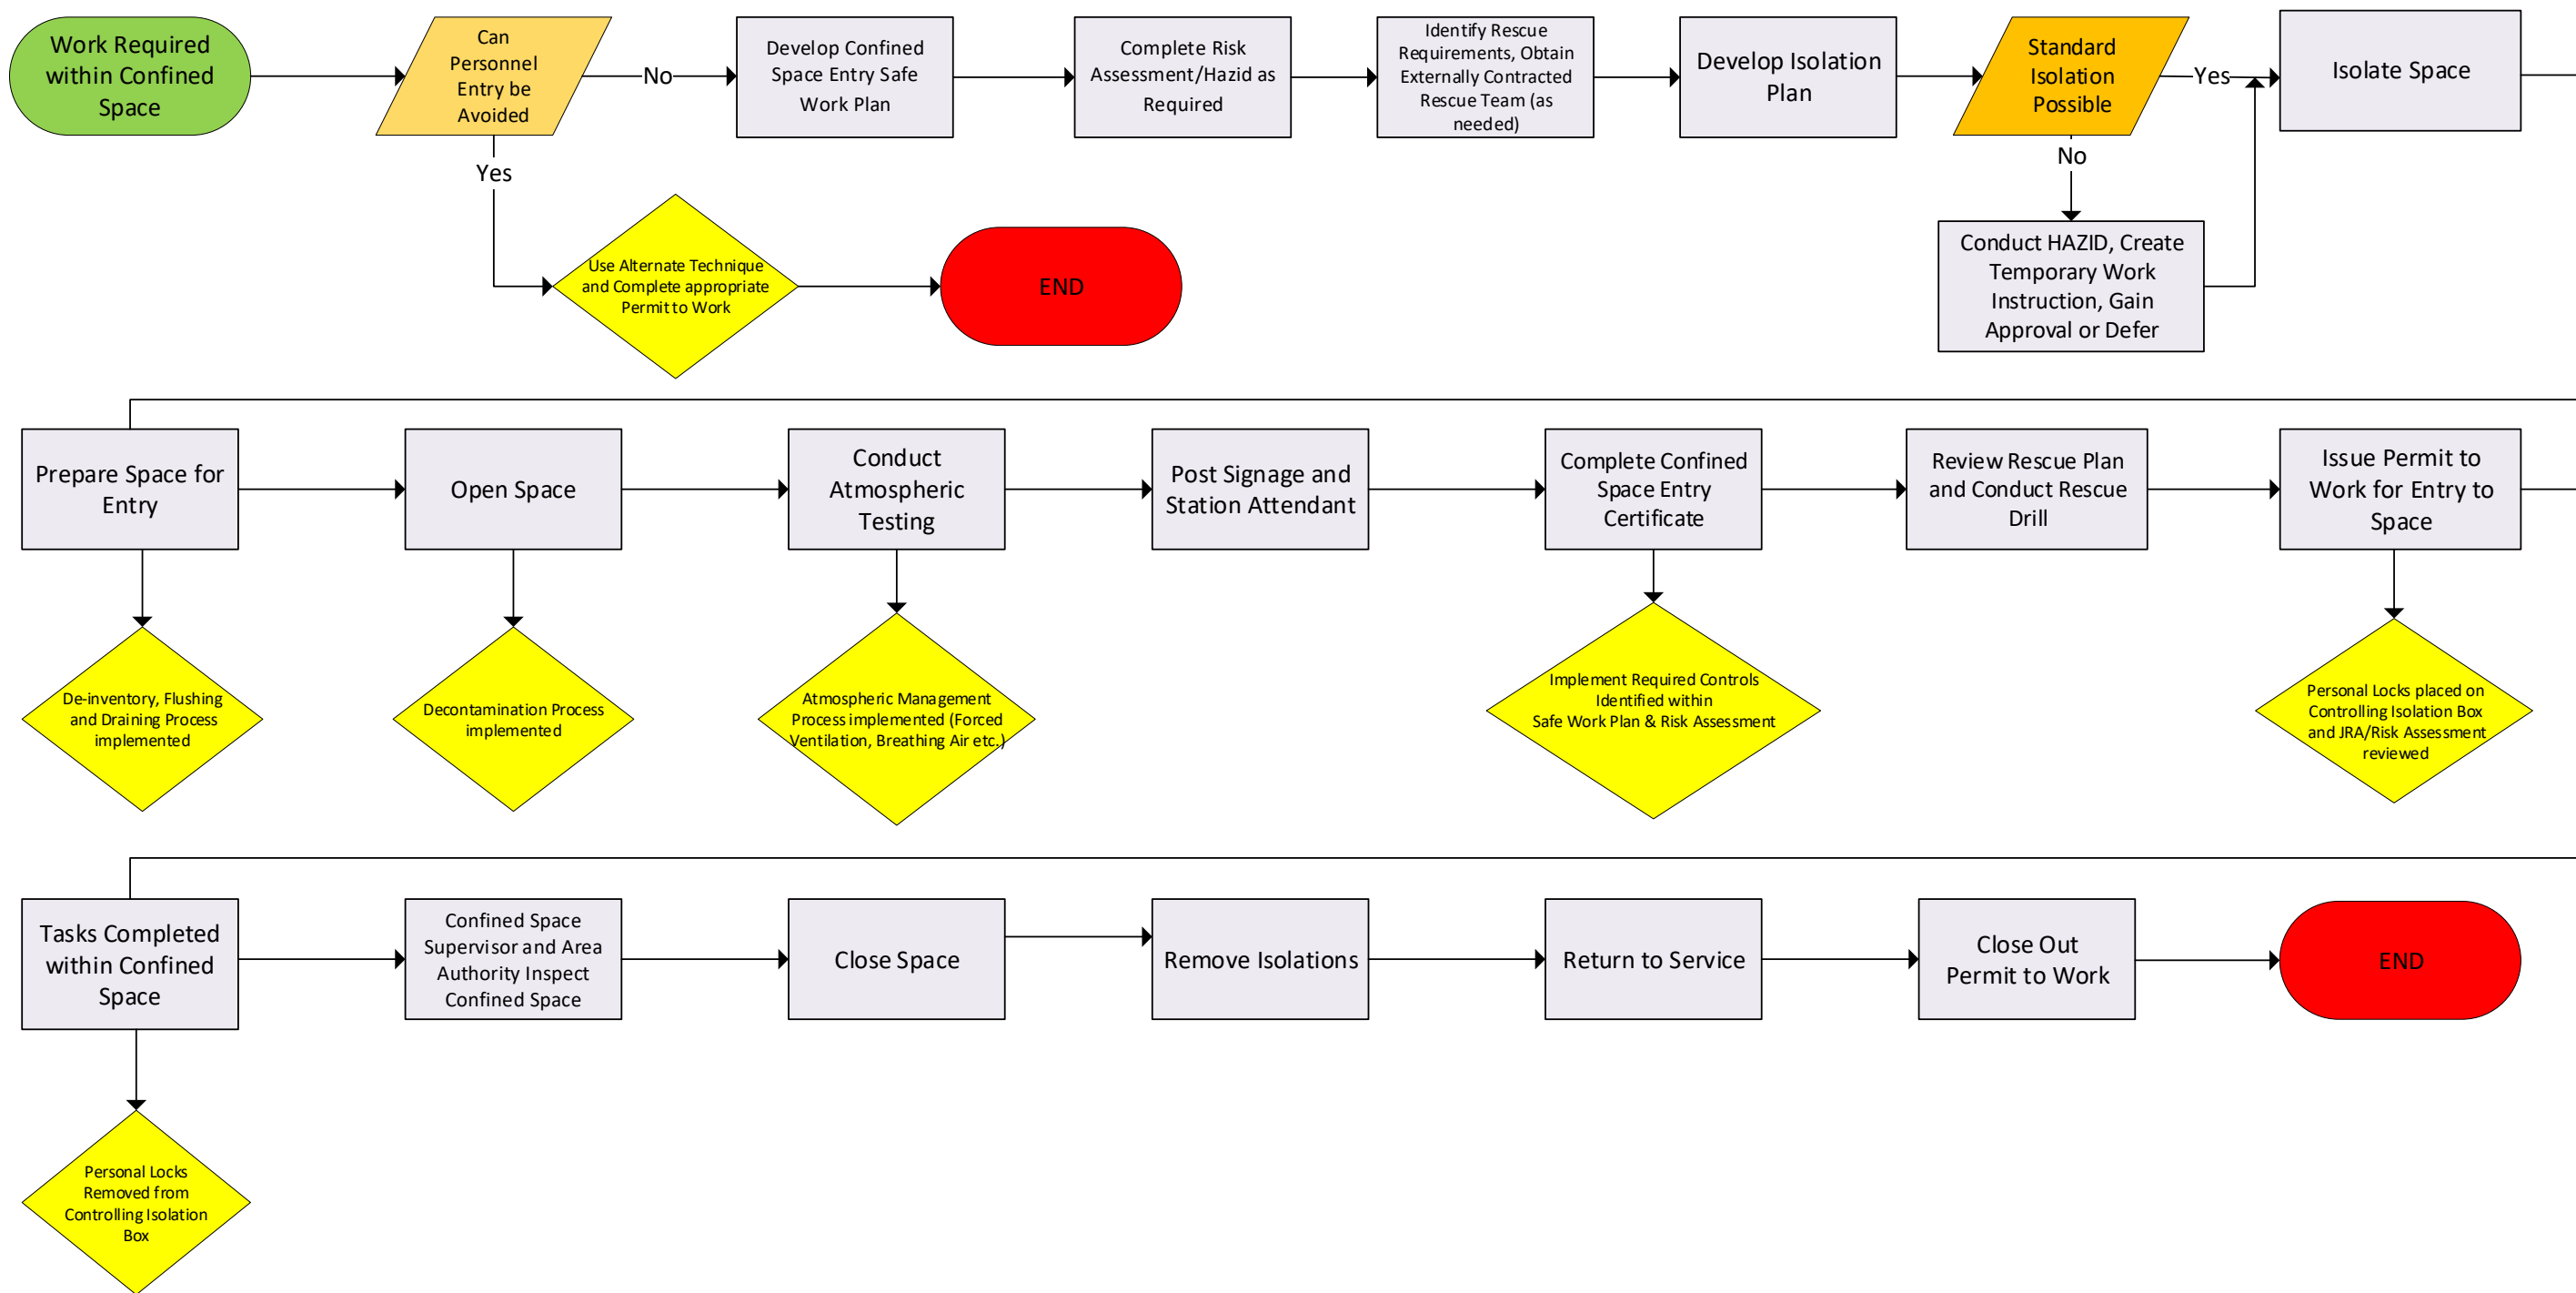 Work Required
within Confined
Space
Can
Personnel
Entry be
Avoided
No
Develop Confined
Space Entry Safe
Work Plan
Complete Risk
Assessment/Hazid as
Required
Identify Rescue
Requirements, Obtain
Externally Contracted
Rescue Team (as
needed)
Develop Isolation
Plan
Standard
Isolation
Possible
Yes
Isolate Space
Yes
No
Use Alternate Technique
and Complete appropriate
Permit to Work
END
Conduct HAZID, Create
Temporary Work
Instruction, Gain
Approval or Defer
Prepare Space for
Entry
Open Space
Conduct
Atmospheric
Testing
Post Signage and
Station Attendant
Complete Confined
Space Entry
Certificate
Review Rescue Plan
and Conduct Rescue
Drill
Issue Permit to
Work for Entry to
Space
De-inventory, Flushing
and Draining Process
implemented
Decontamination Process
implemented
Atmospheric Management
Process implemented (Forced
Ventilation, Breathing Air etc.)
Implement Required Controls
Identified within
Safe Work Plan & Risk Assessment
Personal Locks placed on
Controlling Isolation Box
and JRA/Risk Assessment
reviewed
Tasks Completed
within Confined
Space
Confined Space
Supervisor and Area
Authority Inspect
Confined Space
Close Space
Remove Isolations
Return to Service
Close Out
Permit to Work
END
Personal Locks
Removed from
Controlling Isolation
Box